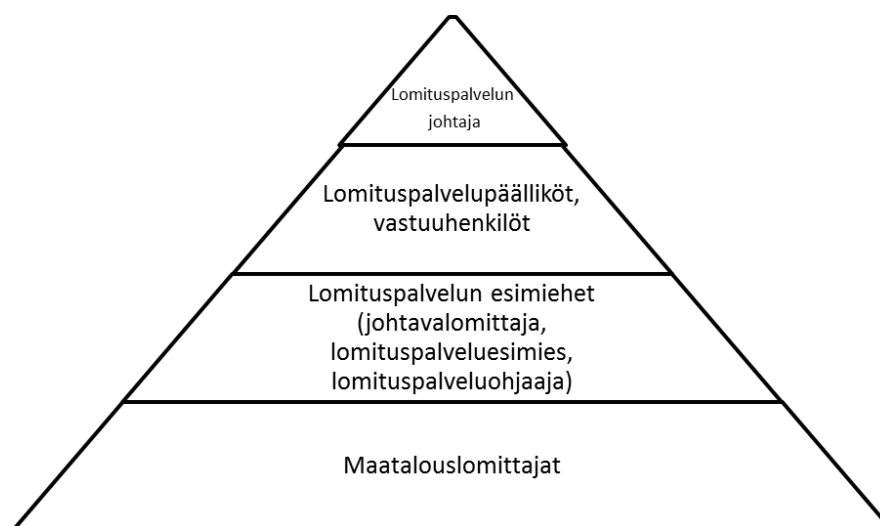 Lomituspalvelun
johtaja
Lomituspalvelupäälliköt,
vastuuhenkilöt
Lomituspalvelun esimiehet
(johtavalomittaja,
lomituspalveluesimies,
lomituspalveluohjaaja)
Maatalouslomittajat